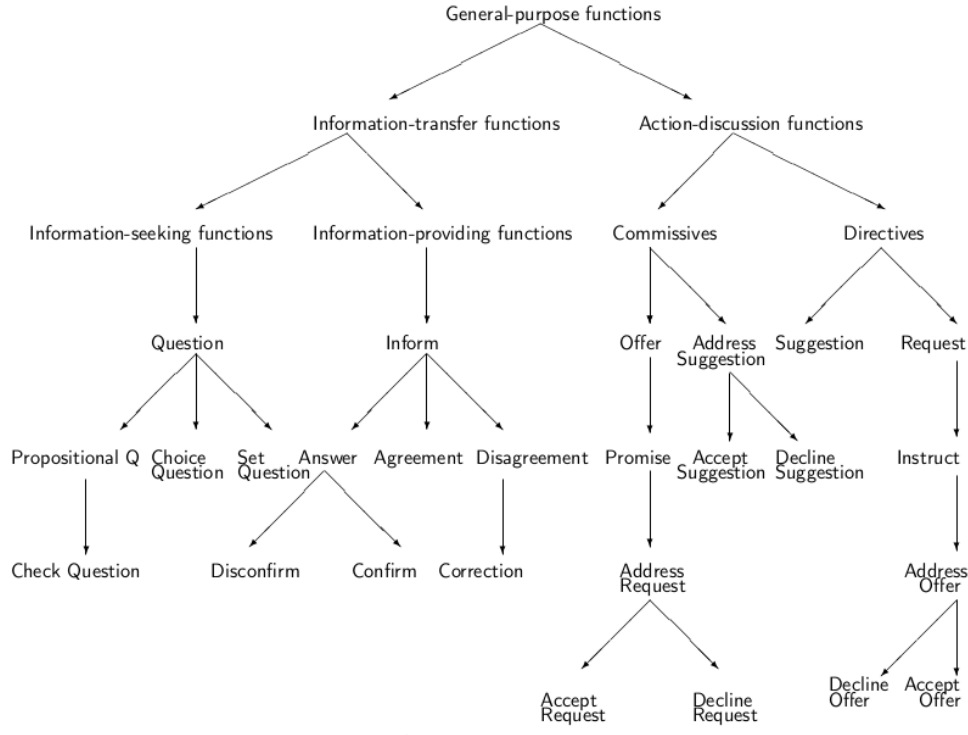 General-purpose functions
Information-transfer functions
Action-discussion functions
Information-seeking functions
Information-providing functions
Commissives
Directives
Question
Inform
Offer
Address
Suggestion
Suggestion
Request
Propositional Q
Choice
Question
Set
Question
Answer
Agreement
Disagreement
Promise
Accept
Suggestion
Decline
Suggestion
Instruct
Check Question
Disconfirm
Confirm
Correction
Address
Request
Address
Offer
Accept
Request
Decline
Request
Decline
Offer
Accept
Offer